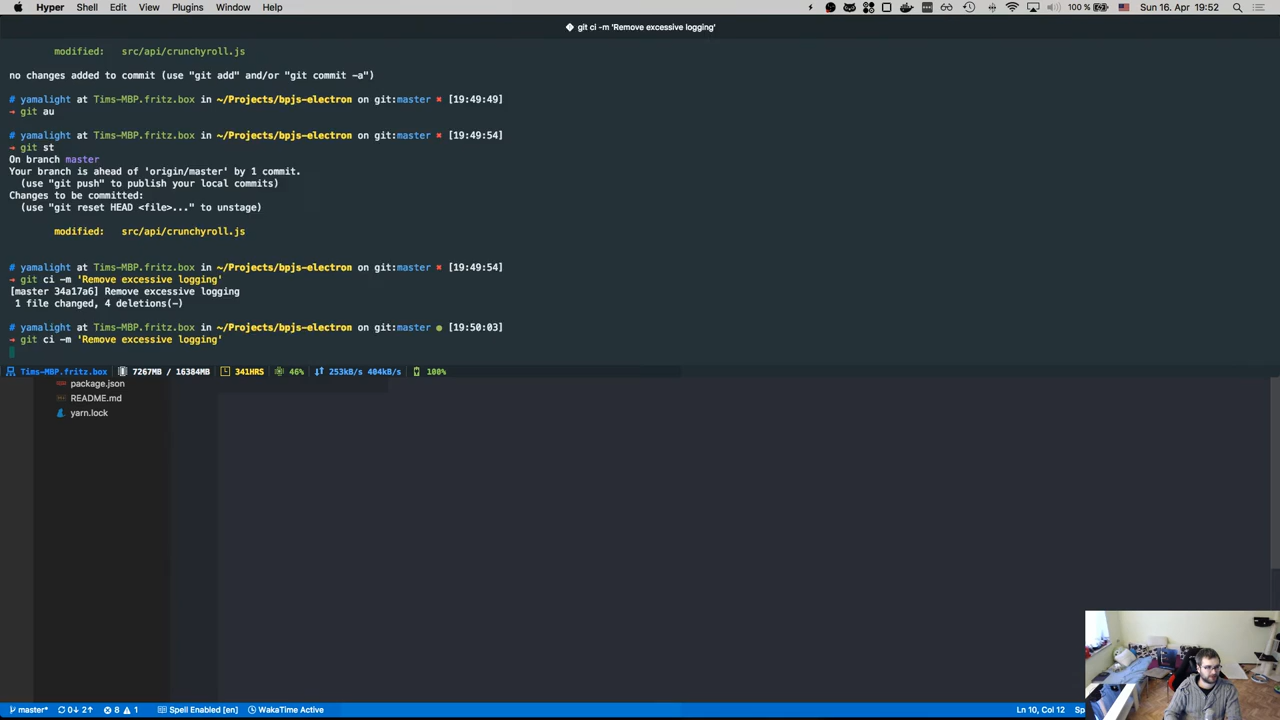 Hyper Shell Edit View Plugins Window Help 100 % Sun 16. Apr 19:52
git ci -m 'Remove excessive logging'
modified: src/api/crunchyroll.js
no changes added to commit (use "git add" and/or "git commit -a")
# yamalight at Tims-MBP.fritz.box in ~/Projects/bpjs-electron on git:master ✖ [19:49:49]
→ git au
# yamalight at Tims-MBP.fritz.box in ~/Projects/bpjs-electron on git:master ✖ [19:49:54]
→ git st
On branch master
Your branch is ahead of 'origin/master' by 1 commit.
(use "git push" to publish your local commits)
Changes to be committed:
(use "git reset HEAD <file>..." to unstage)
modified: src/api/crunchyroll.js
# yamalight at Tims-MBP.fritz.box in ~/Projects/bpjs-electron on git:master ✖ [19:49:54]
→ git ci -m 'Remove excessive logging'
[master 34a17a6] Remove excessive logging
1 file changed, 4 deletions(-)
# yamalight at Tims-MBP.fritz.box in ~/Projects/bpjs-electron on git:master ● [19:50:03]
→ git ci -m 'Remove excessive logging'
Tims-MBP.fritz.box 7267MB / 16384MB 341HRS 46% 253kB/s 404kB/s 100%
package.json
README.md
yarn.lock
master* 0↓ 2↑ 8 1 Spell Enabled [en] WakaTime Active Ln 10, Col 12 Sp